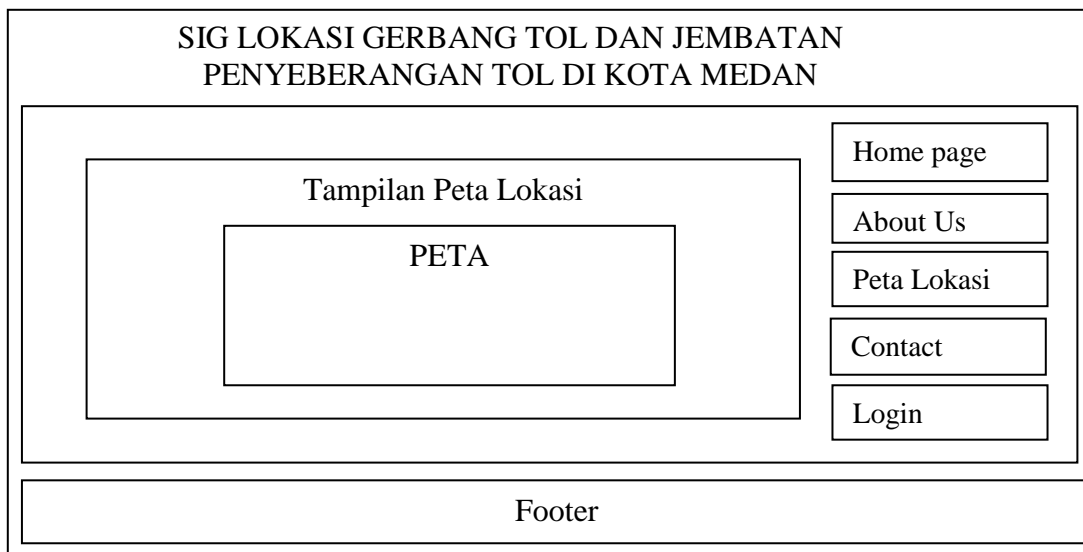 SIG LOKASI GERBANG TOL DAN JEMBATAN
PENYEBERANGAN TOL DI KOTA MEDAN
Tampilan Peta Lokasi
PETA
Home page
About Us
Peta Lokasi
Contact
Login
Footer